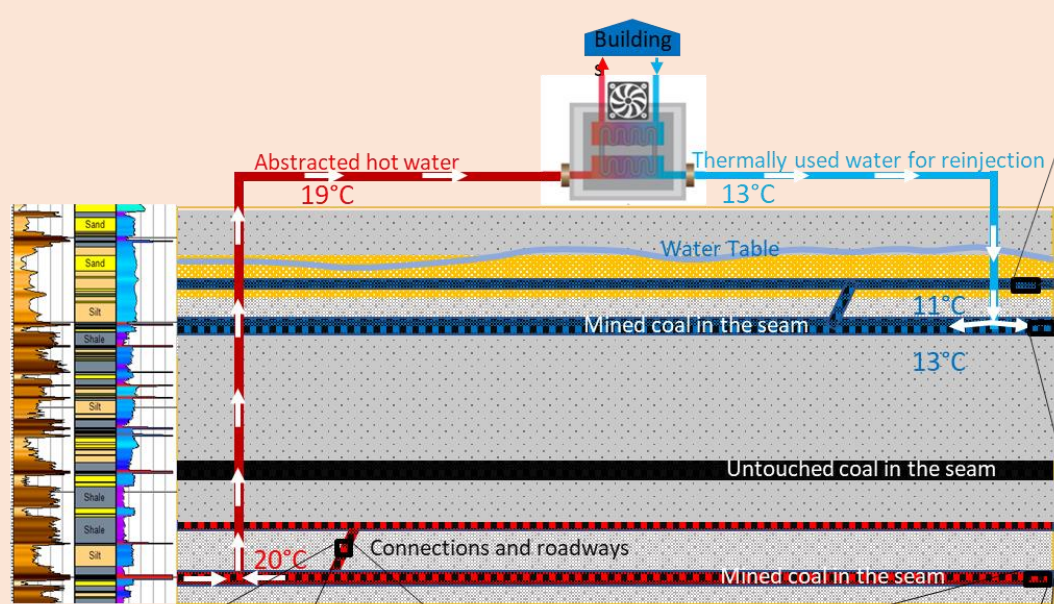 Building
s
Abstracted hot water
Thermally used water for reinjection
19°C
13°C
Sand
Water Table
Sand
11°C
Silt
Mined coal in the seam
Shale
13°C
Silt
Untouched coal in the seam
Shale
Shale
Connections and roadways
Silt
20°C
Mined coal in the seam